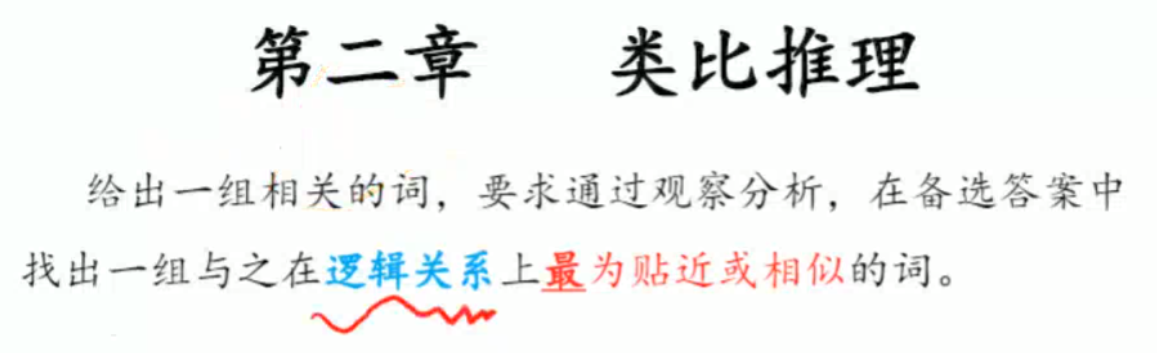 第二章 类比推理
给出一组相关的词，要求通过观察分析，在备选答案中
找出一组与之在逻辑关系上最为贴近或相似的词。